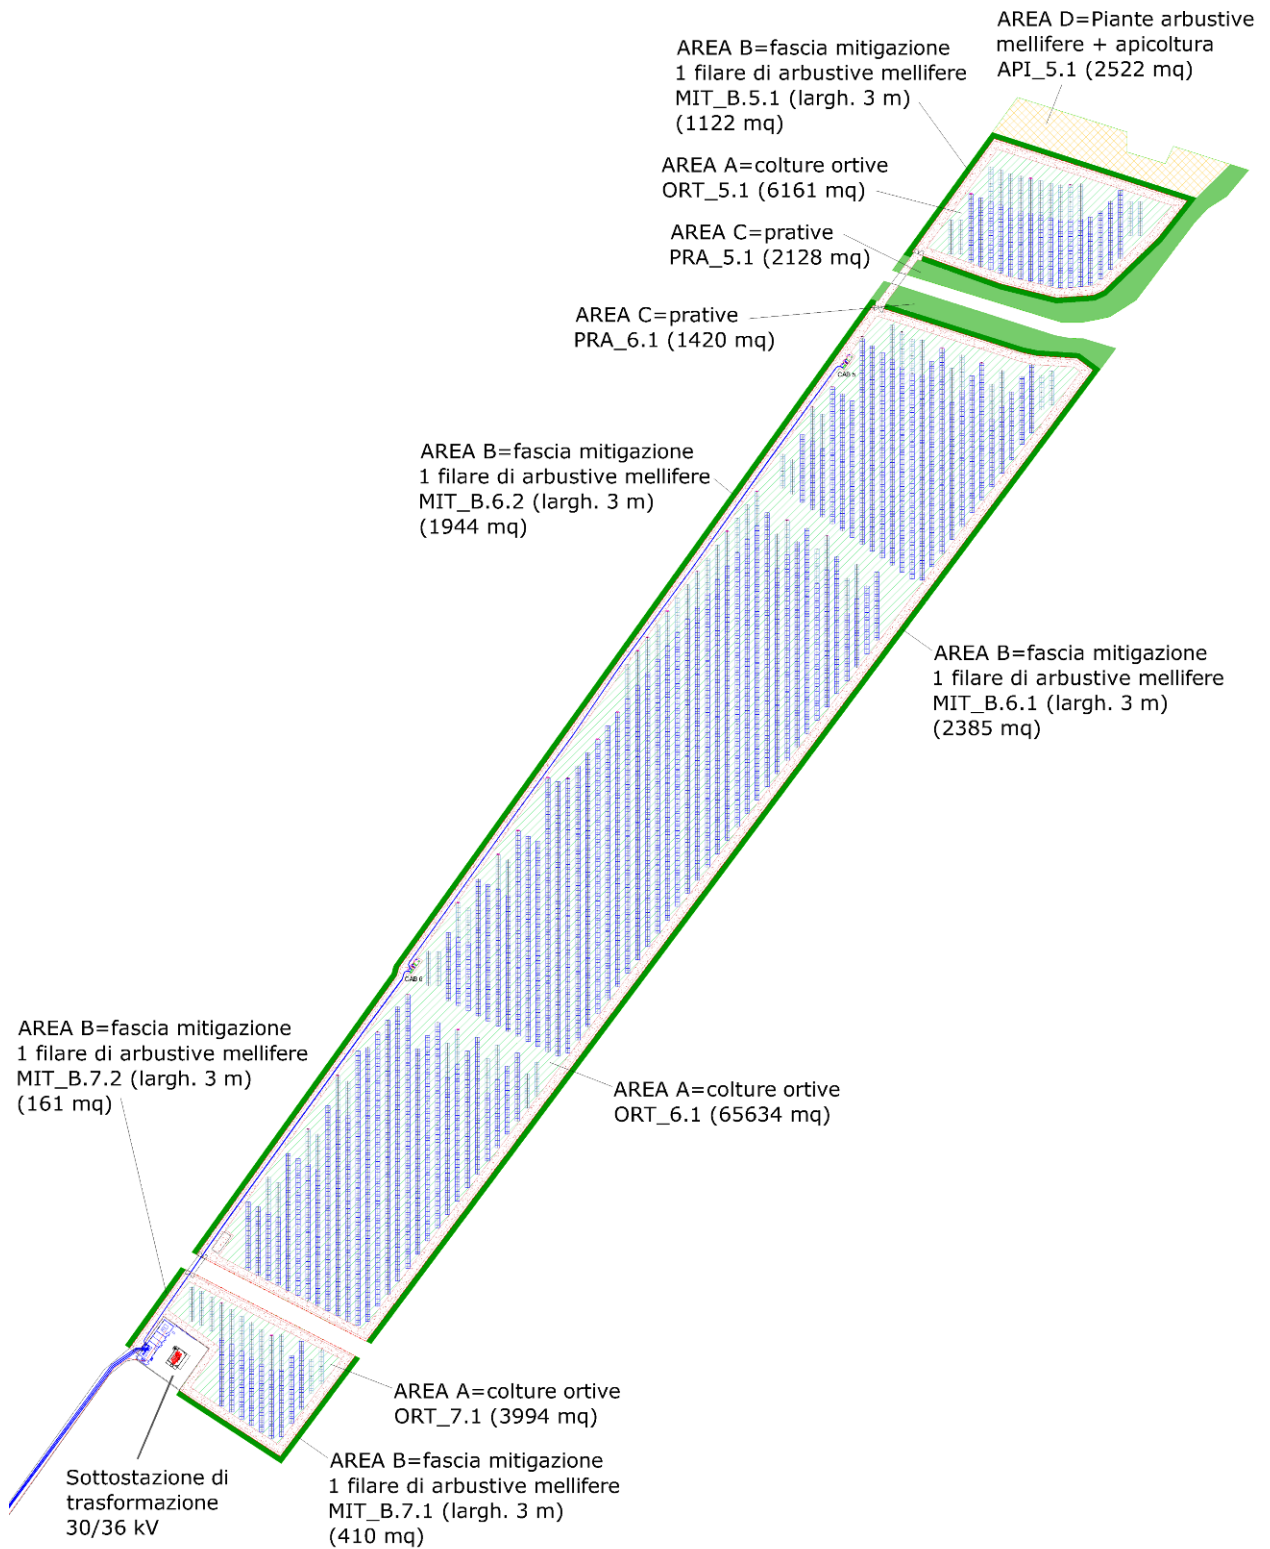 AREA D=Piante arbustive
mellifere + apicoltura
API_5.1 (2522 mq)
AREA B=fascia mitigazione
1 filare di arbustive mellifere
MIT_B.5.1 (largh. 3 m)
(1122 mq)
AREA A=colture ortive
ORT_5.1 (6161 mq)
AREA C=prative
PRA_5.1 (2128 mq)
AREA C=prative
PRA_6.1 (1420 mq)
CAB 5
AREA B=fascia mitigazione
1 filare di arbustive mellifere
MIT_B.6.2 (largh. 3 m)
(1944 mq)
AREA B=fascia mitigazione
1 filare di arbustive mellifere
MIT_B.6.1 (largh. 3 m)
(2385 mq)
CAB 6
AREA B=fascia mitigazione
1 filare di arbustive mellifere
MIT_B.7.2 (largh. 3 m)
(161 mq)
AREA A=colture ortive
ORT_6.1 (65634 mq)
AREA A=colture ortive
ORT_7.1 (3994 mq)
AREA B=fascia mitigazione
1 filare di arbustive mellifere
MIT_B.7.1 (largh. 3 m)
(410 mq)
Sottostazione di
trasformazione
30/36 kV